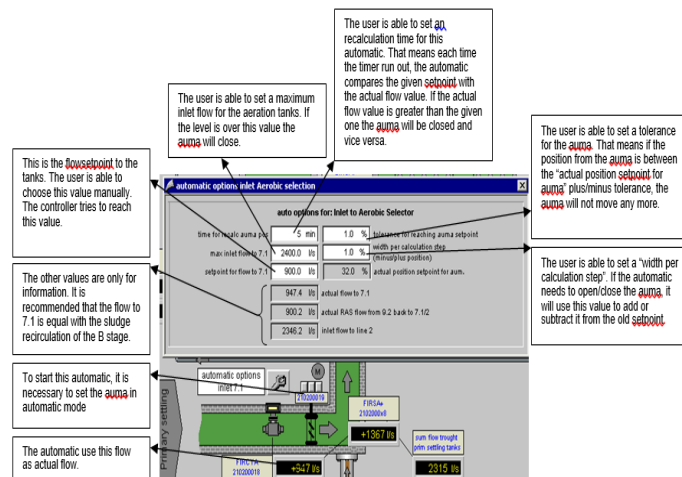 The user is able to set an
recalculation time for this
automatic. That means each time
the timer run out, the automatic
compares the given setpoint with
the actual flow value. If the actual
flow value is greater than the given
one the auma will be closed and
vice versa.
The user is able to set a maximum
inlet flow for the aeration tanks. If
the level is over this value the
auma will close.
The user is able to set a tolerance
for the auma. That means if the
position from the auma is between
the "actual position setpoint for
auma" plus/minus tolerance, the
auma will not move any more.
This is the flowsetpoint to the
tanks. The user is able to
choose this value manually.
The controller tries to reach
this value.
automatic options inlet Aerobic selection
auto options for: Inlet to Aerobic Selector
time for recalc auma pos 5 min 1.0 % tolerance for reaching auma setpoint
max inlet flow to 7.1 2400.0 l/s 1.0 % width per calculation step
(minus/plus position)
setpoint for flow to 7.1 900.0 l/s 32.0 % actual position setpoint for aum.
947.4 l/s actual flow to 7.1
900.2 l/s actual RAS flow from 9.2 back to 7.1/2
2346.2 l/s inlet flow to line 2
The user is able to set a "width per
calculation step". If the automatic
needs to open/close the auma, it
will use this value to add or
subtract it from the old setpoint.
The other values are only for
information. It is
recommended that the flow to
7.1 is equal with the sludge
recirculation of the B stage.
To start this automatic, it is
necessary to set the auma in
automatic mode
The automatic use this flow
as actual flow.
automatic options
inlet 7.1
M
210200019
Primary settling
FIRSA+
2102000x0
+1367 l/s
sum flow trought
prim settling tanks
2315 l/s
FIRCYA
210200018
+947 l/s